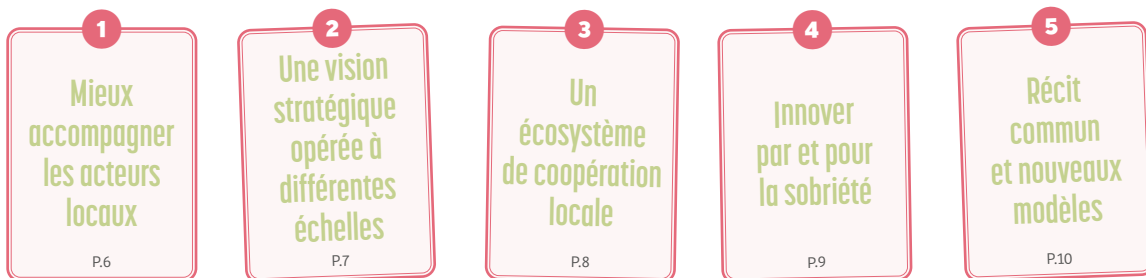 1
Mieux
accompagner
les acteurs
locaux
P.6
2
Une vision
stratégique
opérée à
différentes
échelles
P.7
3
Un
écosystème
de coopération
locale
P.8
4
Innover
par et pour
la sobriété
P.9
5
Récit
commun
et nouveaux
modèles
P.10